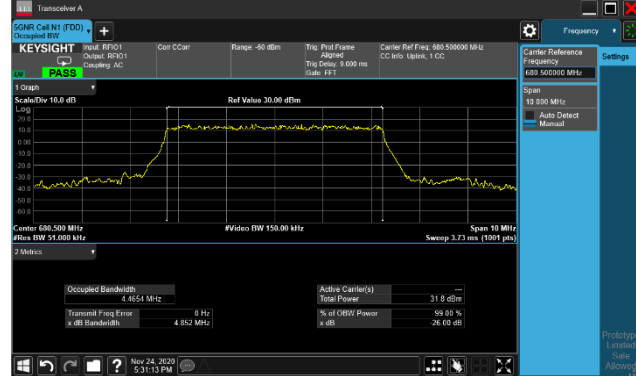 Transceiver A
5GNR Cell N1 (FDD)
Occupied BW
Frequency
KEYSIGHT
Input: RFIO1
Output: RFIO1
Coupling: AC
Corr CCorr
Range: -60 dBm
Trig: Prot Frame
Aligned
Trig Delay: 9.000 ms
Gate: FFT
Carrier Ref Freq: 680.500000 MHz
CC Info: Uplink, 1 CC
PASS
Carrier Reference
Frequency
680.500000 MHz
Settings
Span
10.000 MHz
Auto Detect
Manual
1 Graph
Scale/Div 10.0 dB
Ref Value 30.00 dBm
Log
20.0
10.0
0.00
-10.0
-20.0
-30.0
-40.0
-50.0
-60.0
Center 680.500 MHz
#Video BW 150.00 kHz
Span 10 MHz
#Res BW 51.000 kHz
Sweep 3.73 ms (1001 pts)
2 Metrics
Occupied Bandwidth
4.4654 MHz
Active Carrier(s)
---
Total Power
31.8 dBm
Transmit Freq Error
0 Hz
x dB Bandwidth
4.852 MHz
% of OBW Power
99.00 %
x dB
-26.00 dB
Prototype
Limited
Sale
Allowed
?
Nov 24, 2020
5:31:13 PM